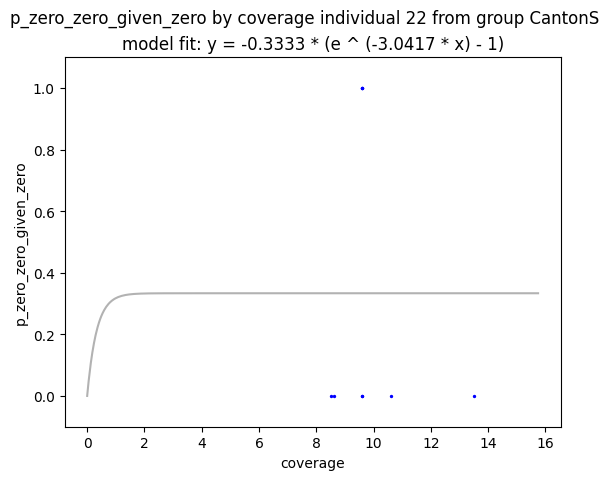 p_zero_zero_given_zero by coverage individual 22 from group CantonS
model fit: y = -0.3333 * (e ^ (-3.0417 * x) - 1)
1.0
0.8
0.6
0.4
0.2
0.0
p_zero_zero_given_zero
0 2 4 6 8 10 12 14 16
coverage